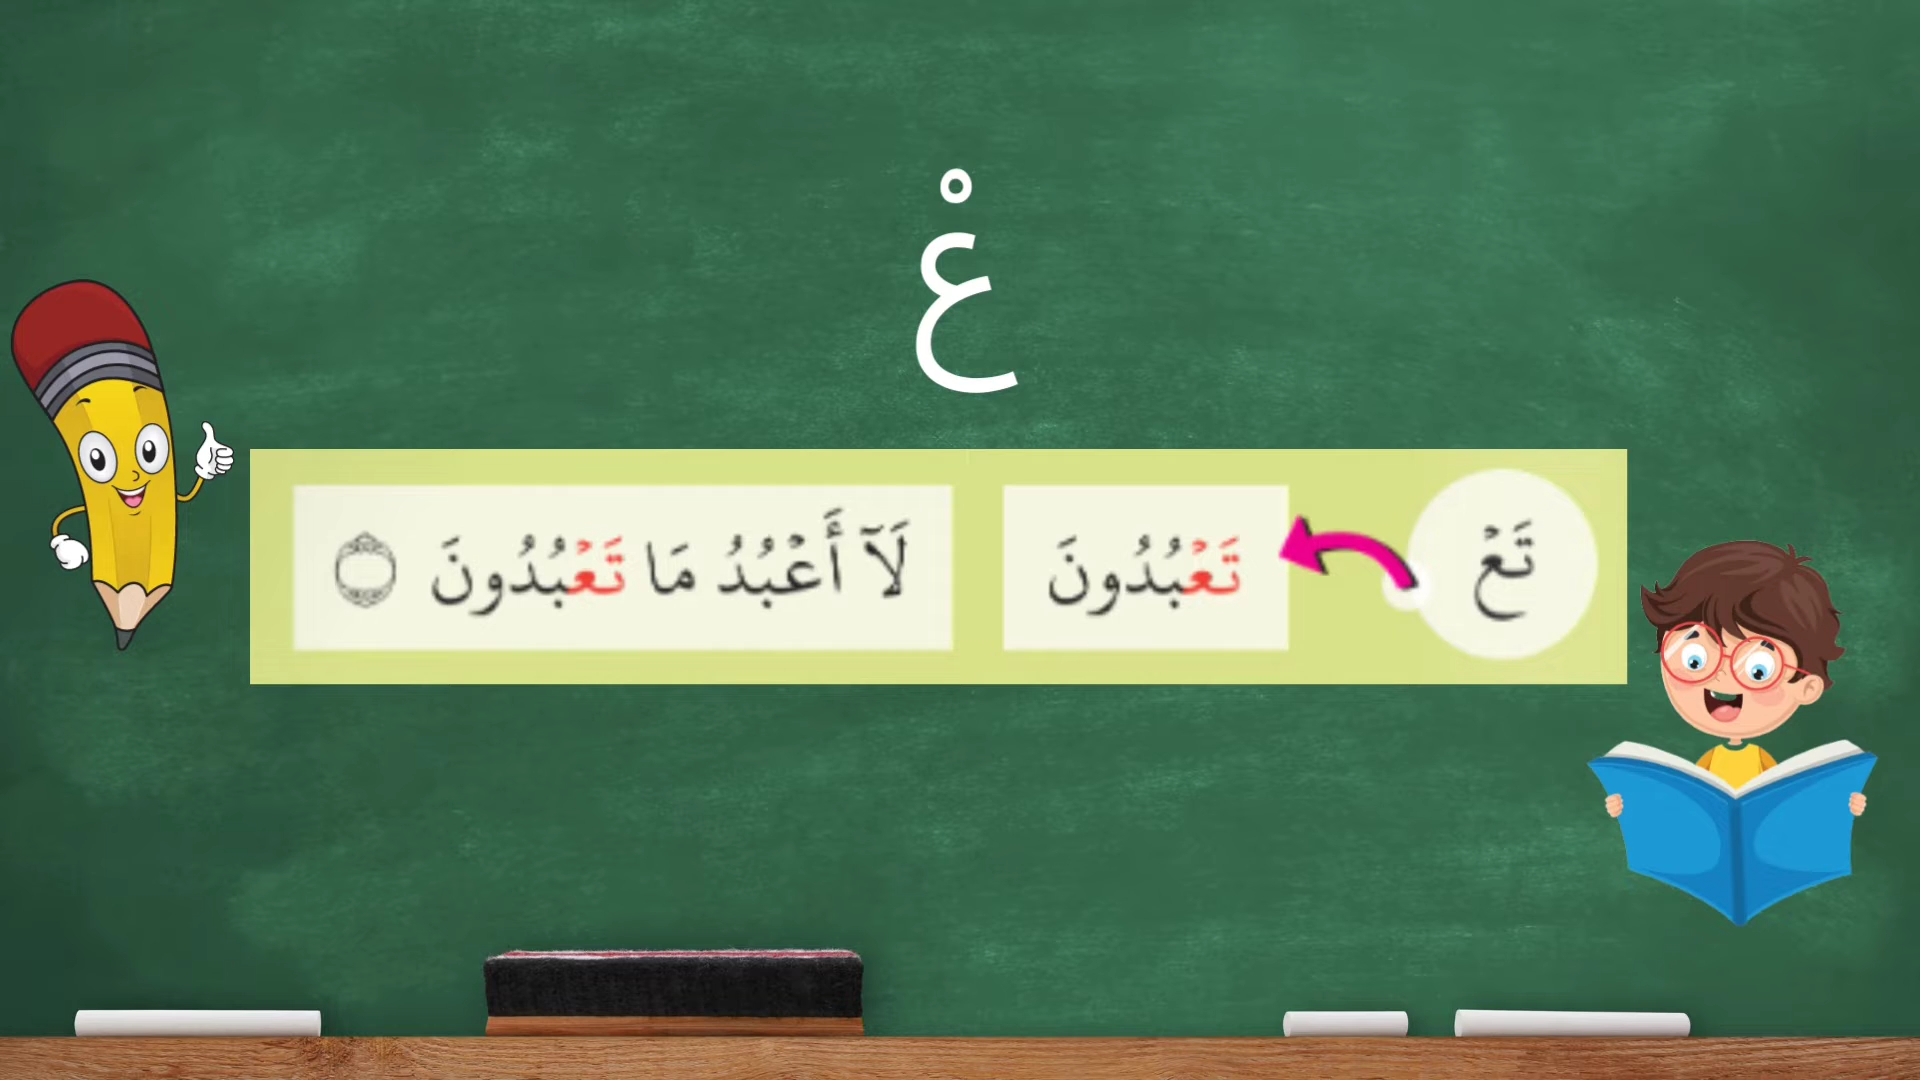 عْ
تَعۡ تَعۡبُدُونَ لَآ أَعۡبُدُ مَا تَعۡبُدُونَ